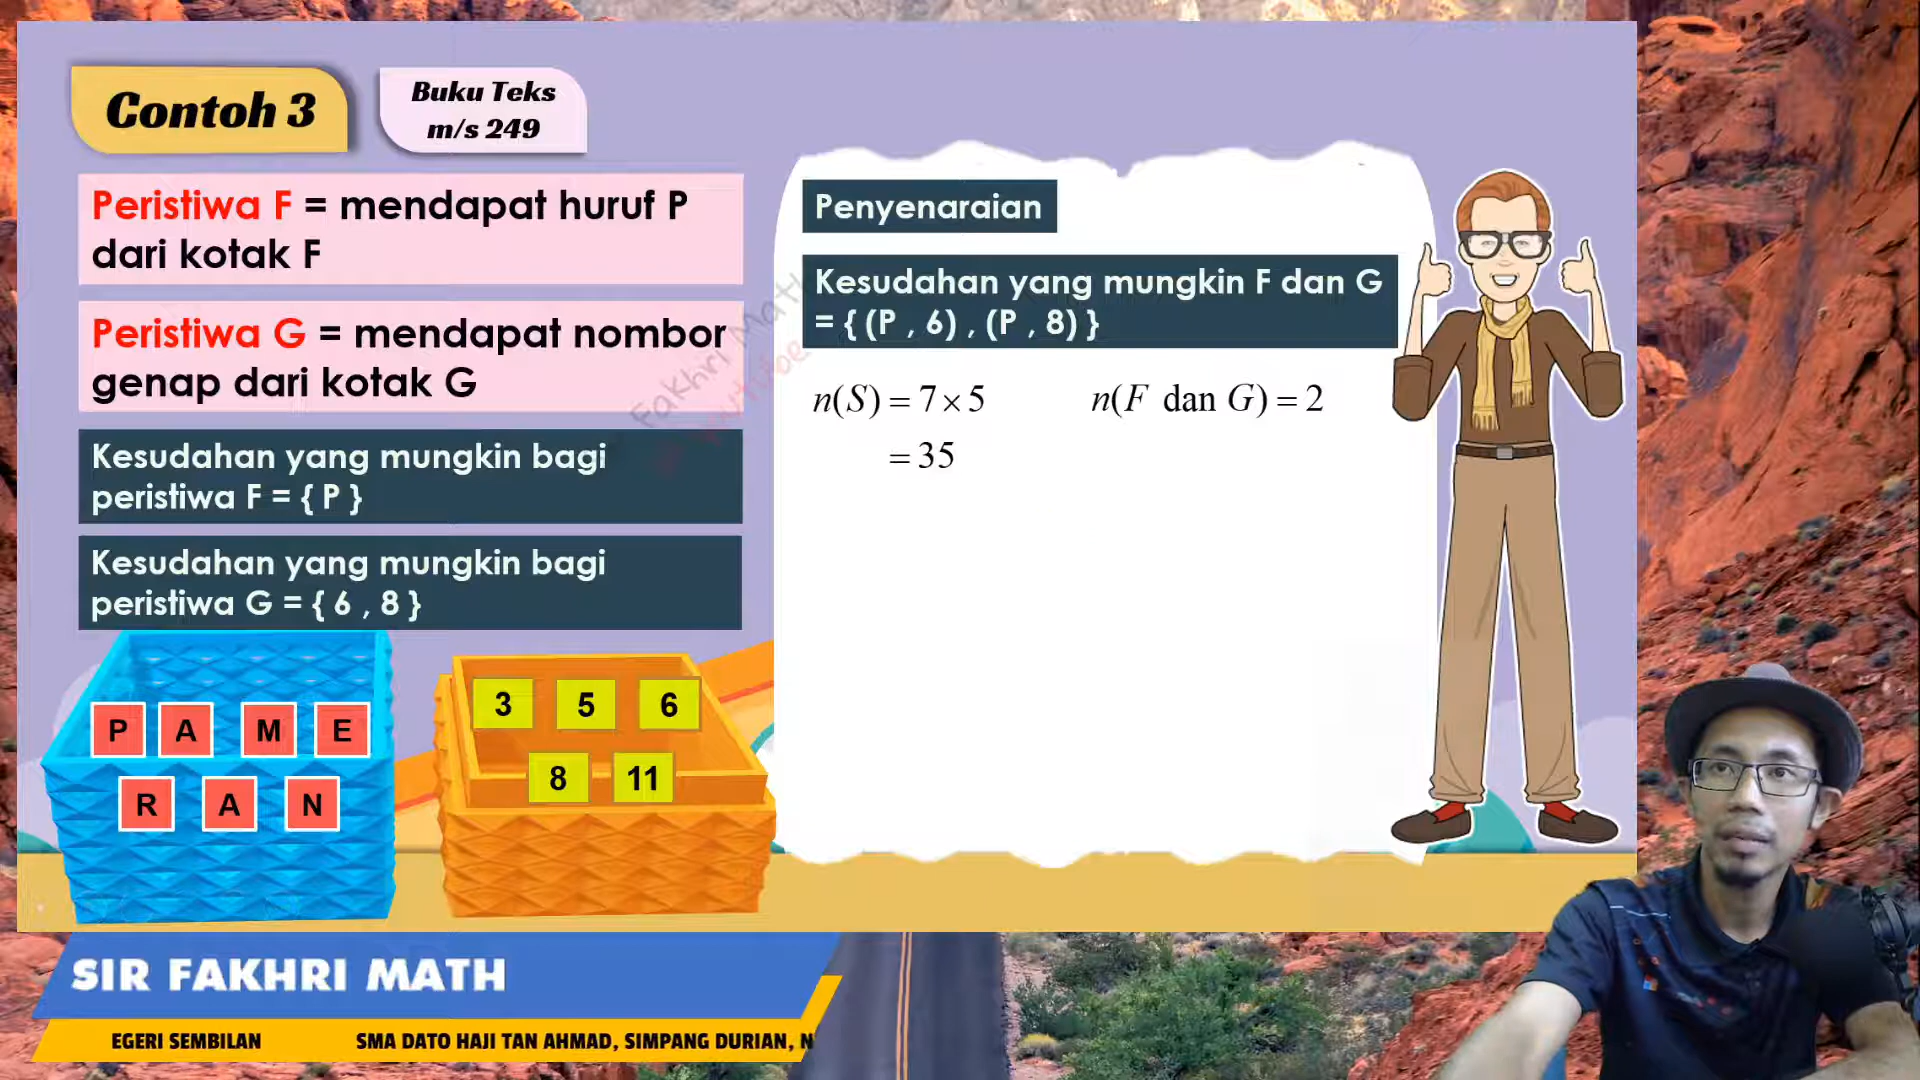 Contoh 3
Buku Teks
m/s 249
Peristiwa F = mendapat huruf P
dari kotak F
Peristiwa G = mendapat nombor
genap dari kotak G
Kesudahan yang mungkin bagi
peristiwa F = { P }
Kesudahan yang mungkin bagi
peristiwa G = { 6 , 8 }
P A M E
R A N
3 5 6
8 11
Penyenaraian
Kesudahan yang mungkin F dan G
= { (P , 6) , (P , 8) }
n(S) = 7 × 5
= 35
n(F dan G) = 2
Fakhri Math
youtube
SIR FAKHRI MATH
EGERI SEMBILAN SMA DATO HAJI TAN AHMAD, SIMPANG DURIAN, N